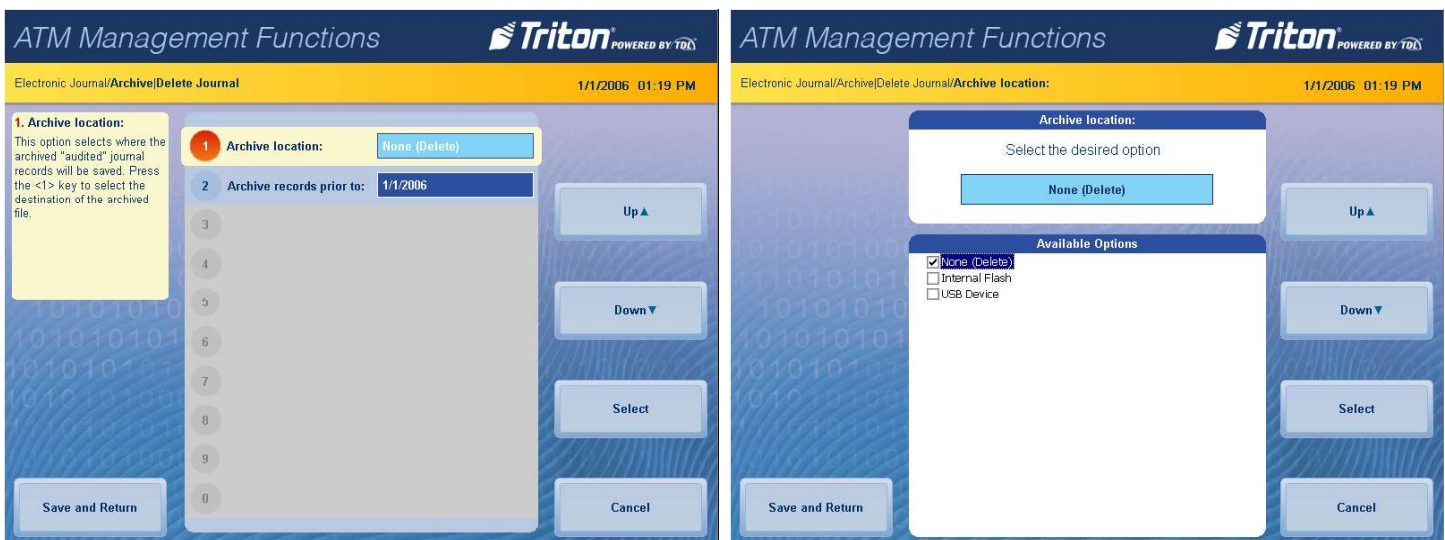 ATM Management Functions
Triton POWERED BY TDL
Electronic Journal/Archive|Delete Journal
1/1/2006 01:19 PM
1. Archive location:
This option selects where the
archived "audited" journal
records will be saved. Press
the <1> key to select the
destination of the archived
file.
1 Archive location: None (Delete)
2 Archive records prior to: 1/1/2006
3
4
5
6
7
8
9
0
Up▲
Down▼
Select
Save and Return
Cancel
ATM Management Functions
Triton POWERED BY TDL
Electronic Journal/Archive|Delete Journal/Archive location:
1/1/2006 01:19 PM
Archive location:
Select the desired option
None (Delete)
Available Options
None (Delete)
Internal Flash
USB Device
Up▲
Down▼
Select
Save and Return
Cancel